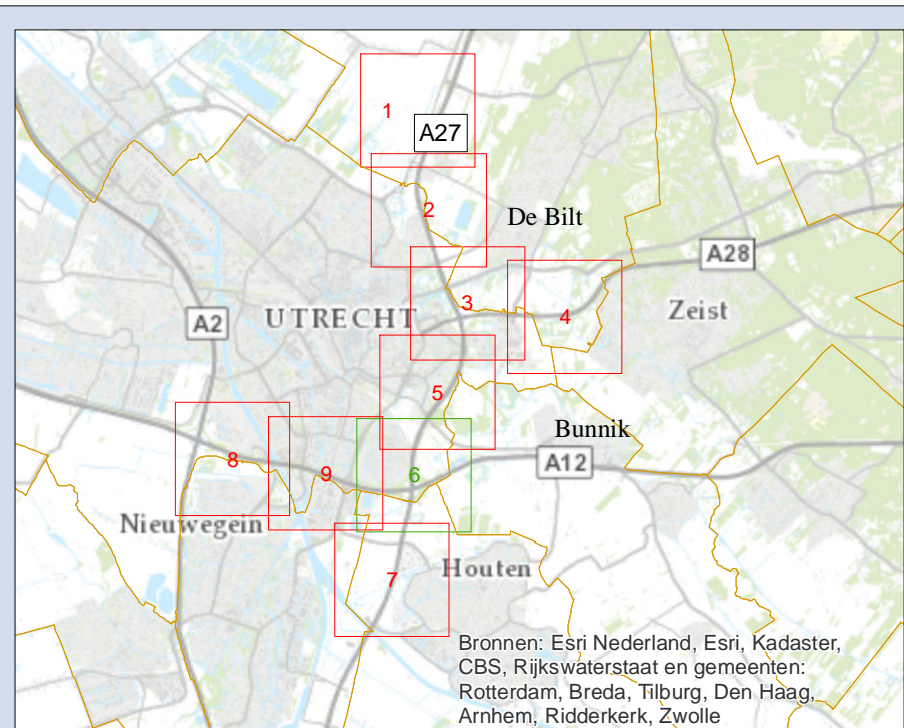 1
A27
2
De Bilt
A28
3
4
Zeist
A2
UTRECHT
5
Bunnik
A12
8
9
6
Nieuwegein
7
Houten
Bronnen: Esri Nederland, Esri, Kadaster,
CBS, Rijkswaterstaat en gemeenten:
Rotterdam, Breda, Tilburg, Den Haag,
Arnhem, Ridderkerk, Zwolle